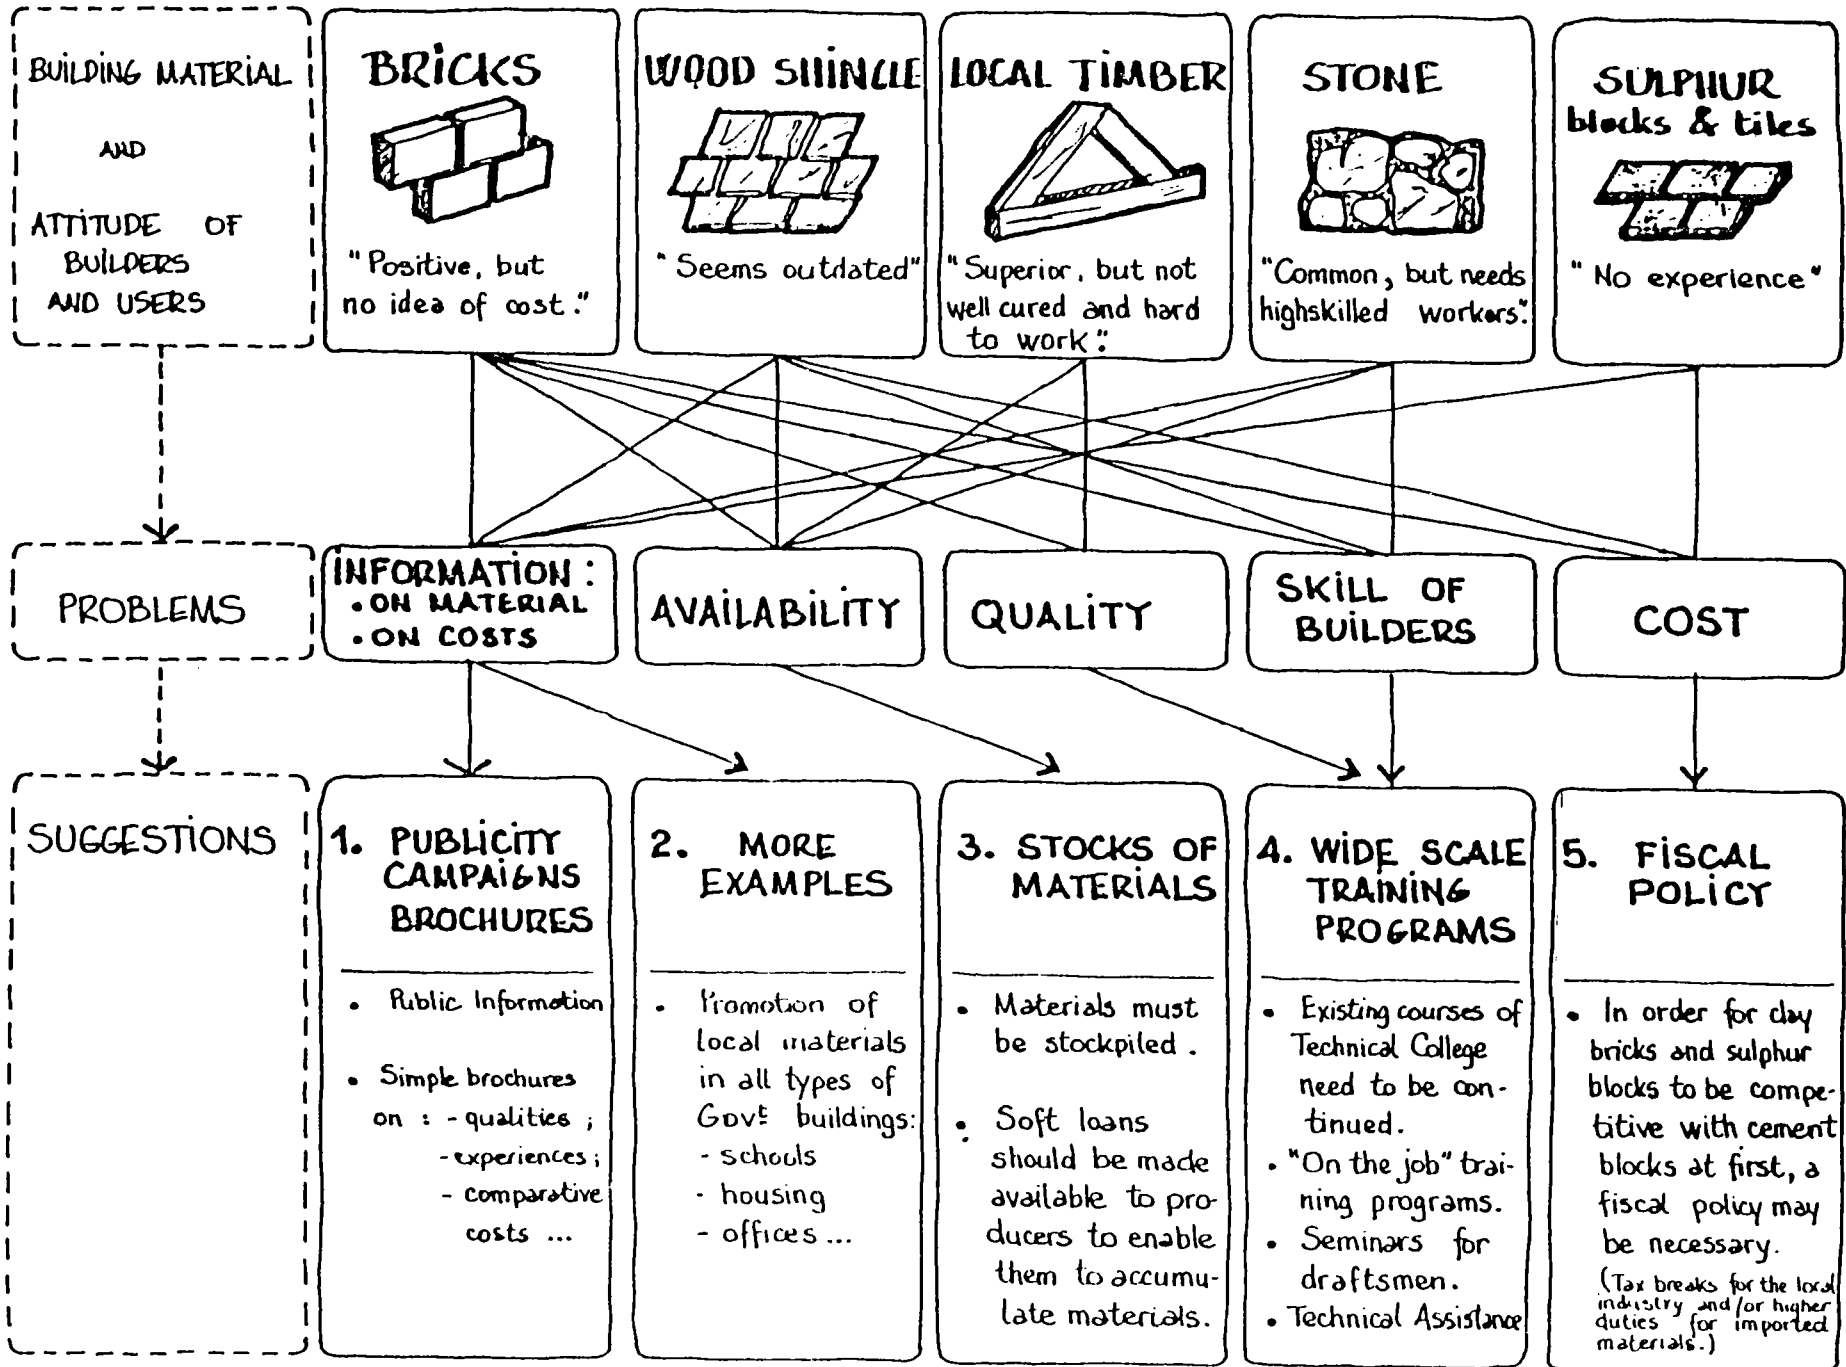 BUILDING MATERIAL
AND
ATTITUDE OF
BUILDERS
AND USERS
BRICKS
"Positive, but
no idea of cost."
WOOD SHINGLE
"Seems outdated"
LOCAL TIMBER
"Superior, but not
well cured and hard
to work".
STONE
"Common, but needs
highskilled workers".
SULPHUR
blocks & tiles
"No experience"
PROBLEMS
INFORMATION:
• ON MATERIAL
• ON COSTS
AVAILABILITY
QUALITY
SKILL OF
BUILDERS
COST
SUGGESTIONS
1. PUBLICITY
CAMPAIGNS
BROCHURES
• Public Information
• Simple brochures
on : - qualities ;
- experiences ;
- comparative
costs ...
2. MORE
EXAMPLES
• Promotion of
local materials
in all types of
Govt buildings:
- schools
- housing
- offices ...
3. STOCKS OF
MATERIALS
• Materials must
be stockpiled.
• Soft loans
should be made
available to pro-
ducers to enable
them to accumu-
late materials.
4. WIDE SCALE
TRAINING
PROGRAMS
• Existing courses of
Technical College
need to be con-
tinued.
• "On the job" trai-
ning programs.
• Seminars for
draftsmen.
• Technical Assistance
5. FISCAL
POLICY
• In order for clay
bricks and sulphur
blocks to be compe-
titive with cement
blocks at first, a
fiscal policy may
be necessary.
(Tax breaks for the local
industry and/or higher
duties for imported
materials.)